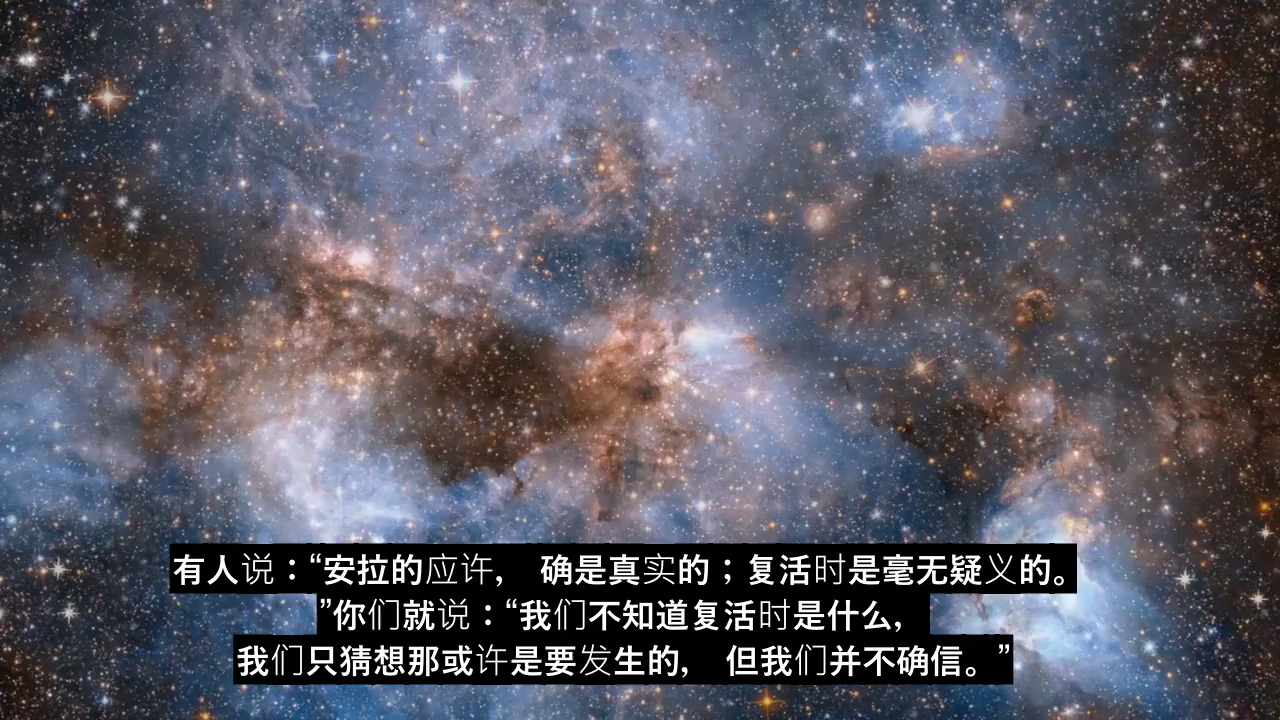 有人说：“安拉的应许， 确是真实的；复活时是毫无疑义的。
”你们就说：“我们不知道复活时是什么，
我们只猜想那或许是要发生的， 但我们并不确信。”